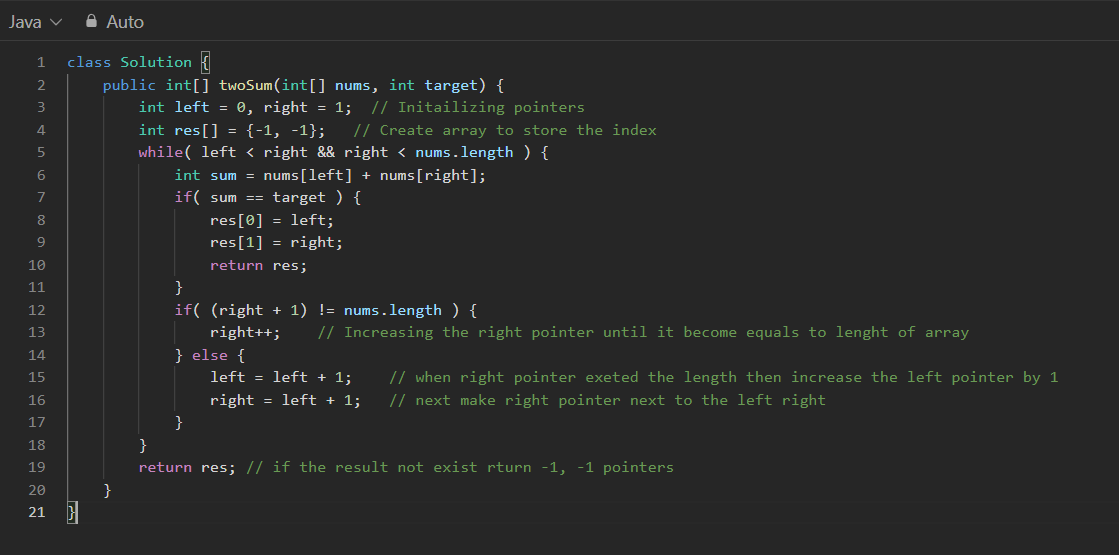 Java Auto
1 class Solution {
2 public int[] twoSum(int[] nums, int target) {
3 int left = 0, right = 1; // Initailizing pointers
4 int res[] = {-1, -1}; // Create array to store the index
5 while( left < right && right < nums.length ) {
6 int sum = nums[left] + nums[right];
7 if( sum == target ) {
8 res[0] = left;
9 res[1] = right;
10 return res;
11 }
12 if( (right + 1) != nums.length ) {
13 right++; // Increasing the right pointer until it become equals to lenght of array
14 } else {
15 left = left + 1; // when right pointer exeted the length then increase the left pointer by 1
16 right = left + 1; // next make right pointer next to the left right
17 }
18 }
19 return res; // if the result not exist rturn -1, -1 pointers
20 }
21 }